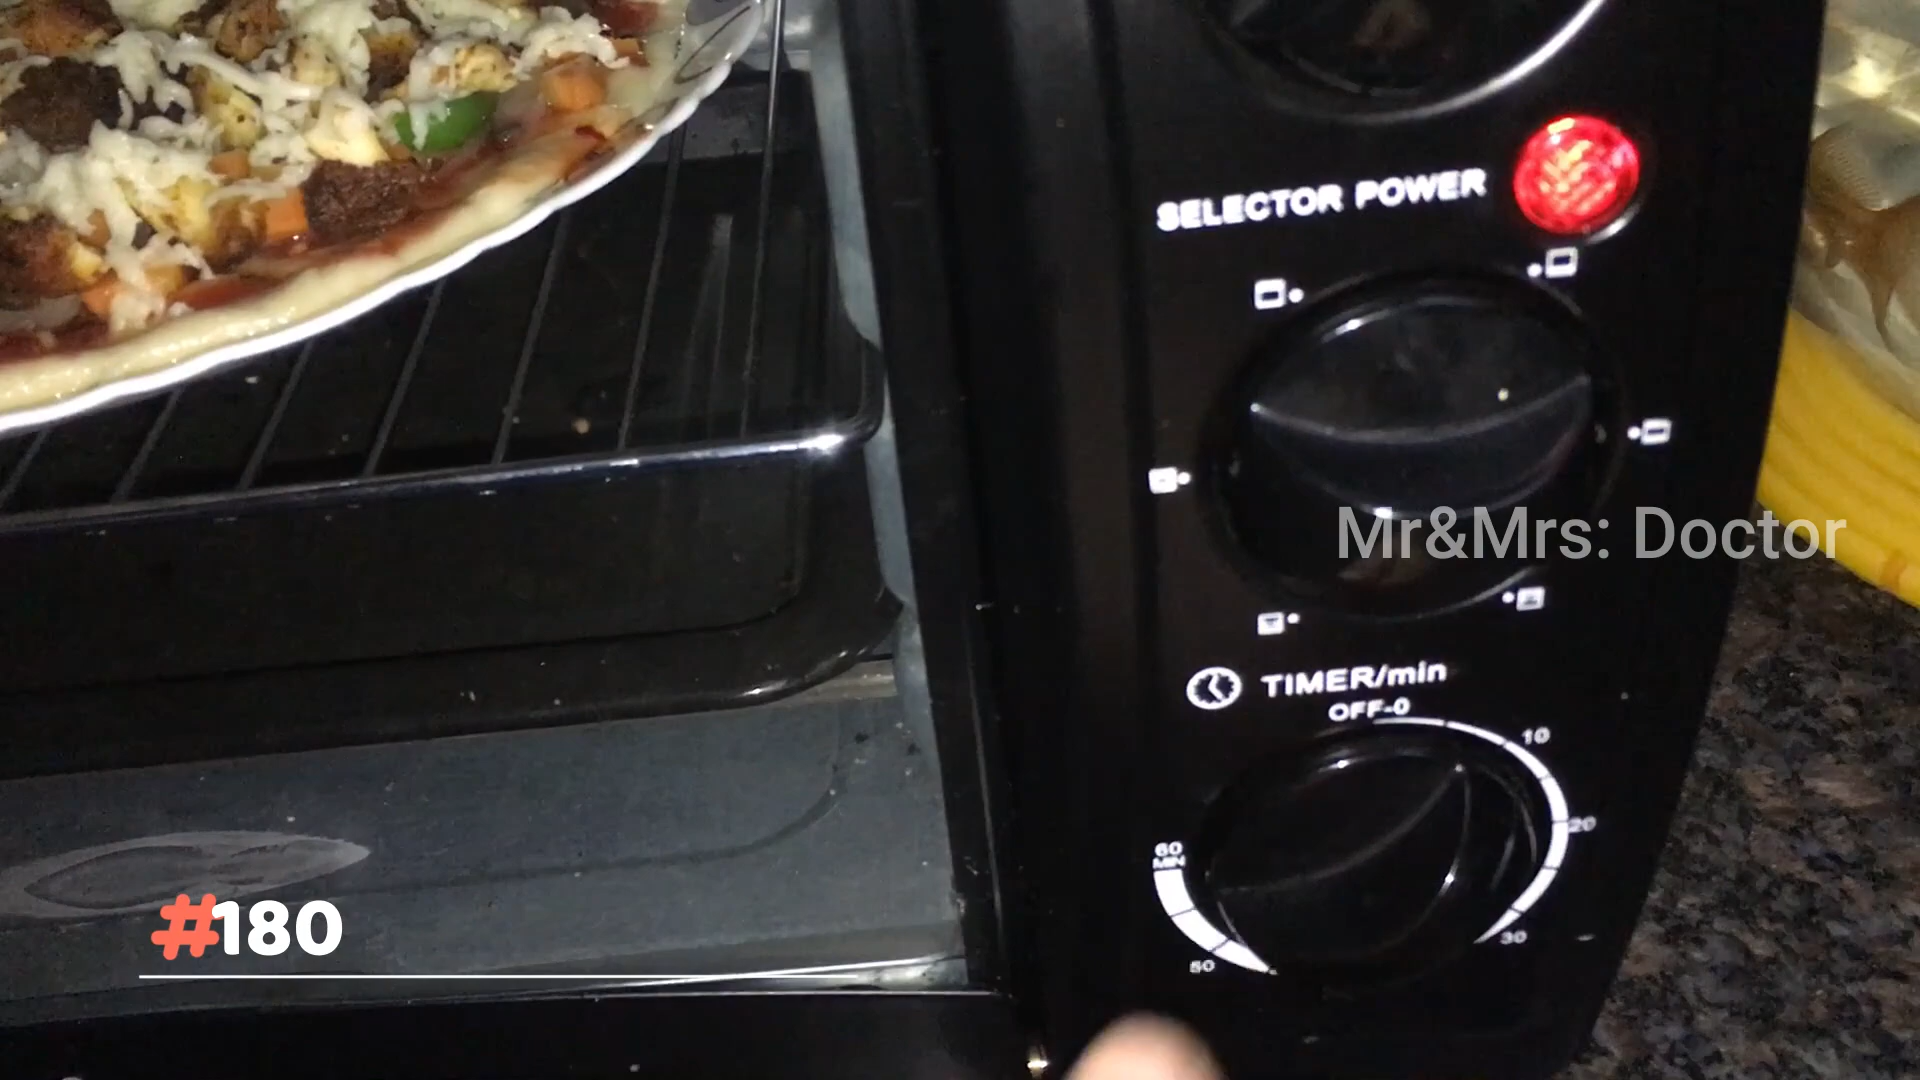 SELECTOR POWER
Mr&Mrs: Doctor
TIMER/min
OFF-0
10
20
60
MIN
#180
30
50